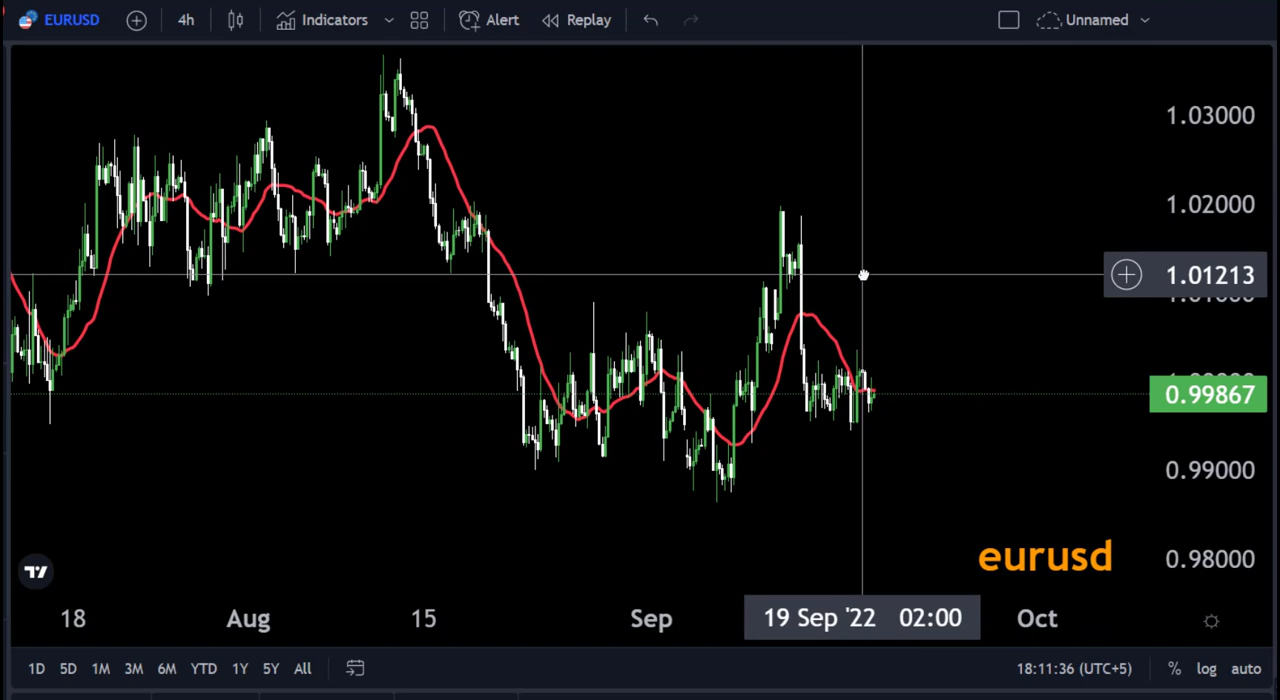 EURUSD 4h Indicators Alert Replay Unnamed
1.03000
1.02000
1.01213
0.99867
0.99000
eurusd
0.98000
18 Aug 15 Sep 19 Sep '22 02:00 Oct
1D 5D 1M 3M 6M YTD 1Y 5Y All 18:11:36 (UTC+5) % log auto